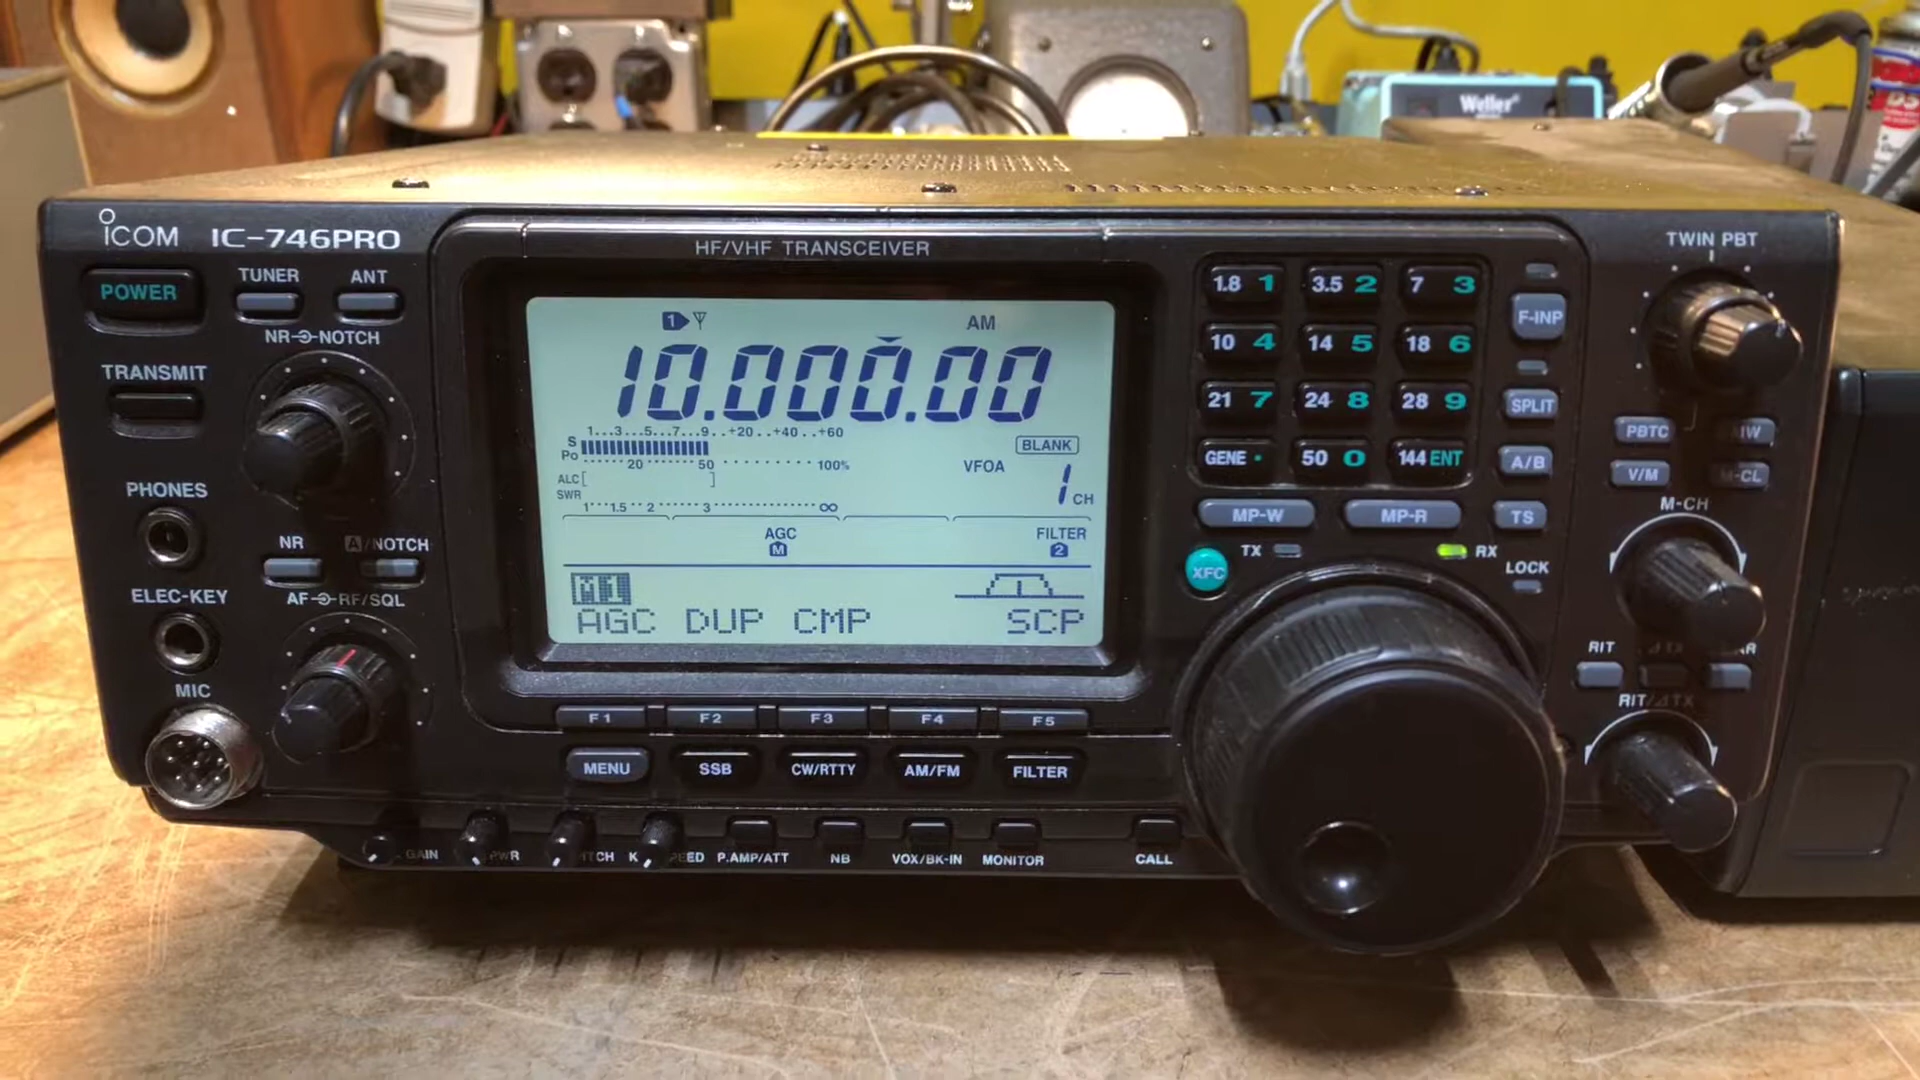 Weller
ICOM IC-746PRO
HF/VHF TRANSCEIVER
TWIN PBT
POWER
TUNER ANT
NR NOTCH
TRANSMIT
PHONES
NR A/NOTCH
ELEC-KEY
AF RF/SQL
MIC
1 AM
10.000.00
1...3...5...7...9..+20..+40..+60
S
Po
20 50 100%
BLANK
VFOA 1 CH
ALC
SWR
1 1.5 2 3 ∞
AGC FILTER
M 2
M1
AGC DUP CMP SCP
F1 F2 F3 F4 F5
MENU SSB CW/RTTY AM/FM FILTER
P.AMP/ATT NB VOX/BK-IN MONITOR CALL
1.8 1 3.5 2 7 3
10 4 14 5 18 6
21 7 24 8 28 9
GENE · 50 0 144 ENT
F-INP
SPLIT
A/B
MP-W MP-R TS
XFC TX RX
LOCK
PBTC
V/M M-CL
M-CH
RIT
RIT/⊿TX